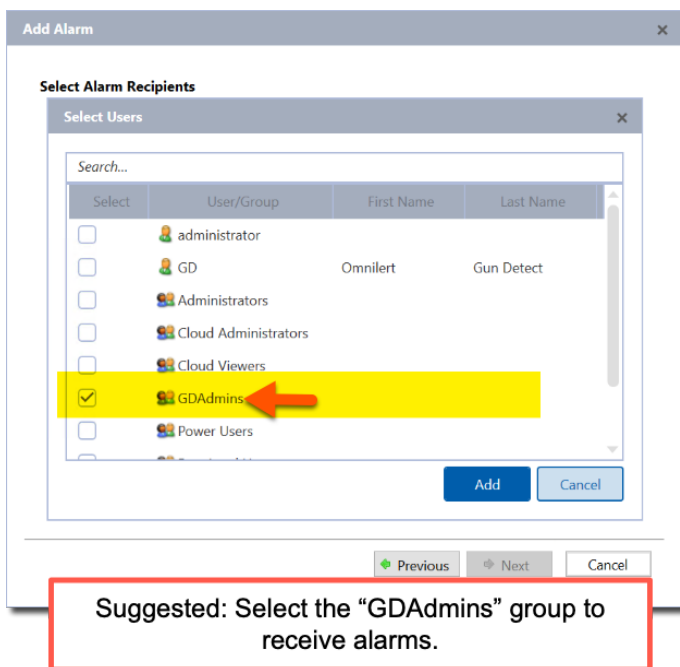 Add Alarm
Select Alarm Recipients
Select Users
Search...
Select User/Group First Name Last Name
administrator
GD Omnilert Gun Detect
Administrators
Cloud Administrators
Cloud Viewers
GDAdmins
Power Users
Add Cancel
Previous Next Cancel
Suggested: Select the “GDAdmins” group to
receive alarms.